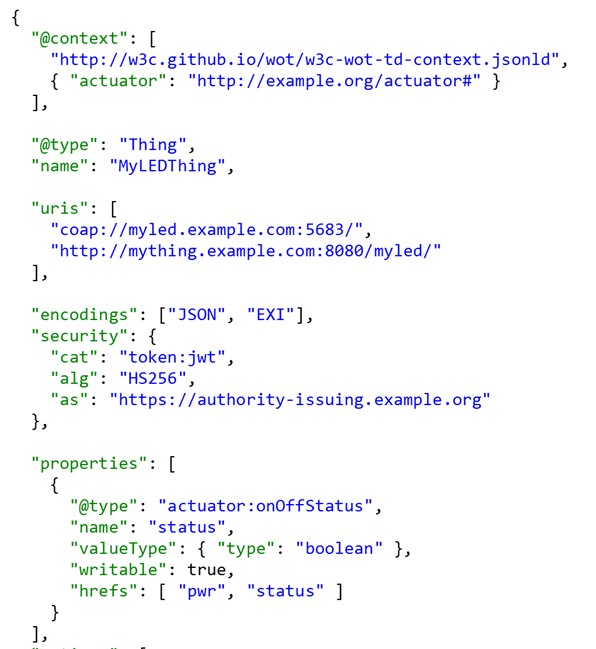 {
  "@context": [
    "http://w3c.github.io/wot/w3c-wot-td-context.jsonld",
    { "actuator": "http://example.org/actuator#" }
  ],

  "@type": "Thing",
  "name": "MyLEDThing",

  "uris": [
    "coap://myled.example.com:5683/",
    "http://mything.example.com:8080/myled/"
  ],

  "encodings": ["JSON", "EXI"],
  "security": {
    "cat": "token:jwt",
    "alg": "HS256",
    "as": "https://authority-issuing.example.org"
  },

  "properties": [
    {
      "@type": "actuator:onOffStatus",
      "name": "status",
      "valueType": { "type": "boolean" },
      "writable": true,
      "hrefs": [ "pwr", "status" ]
    }
  ],